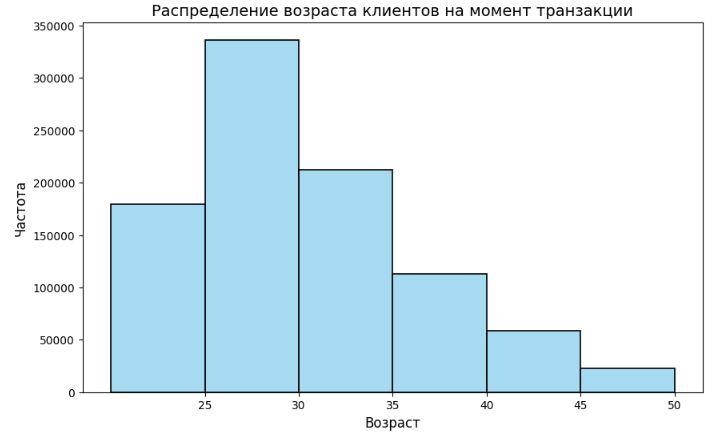 Распределение возраста клиентов на момент транзакции
350000
300000
250000
200000
150000
100000
50000
0
Частота
25 30 35 40 45 50
Возраст